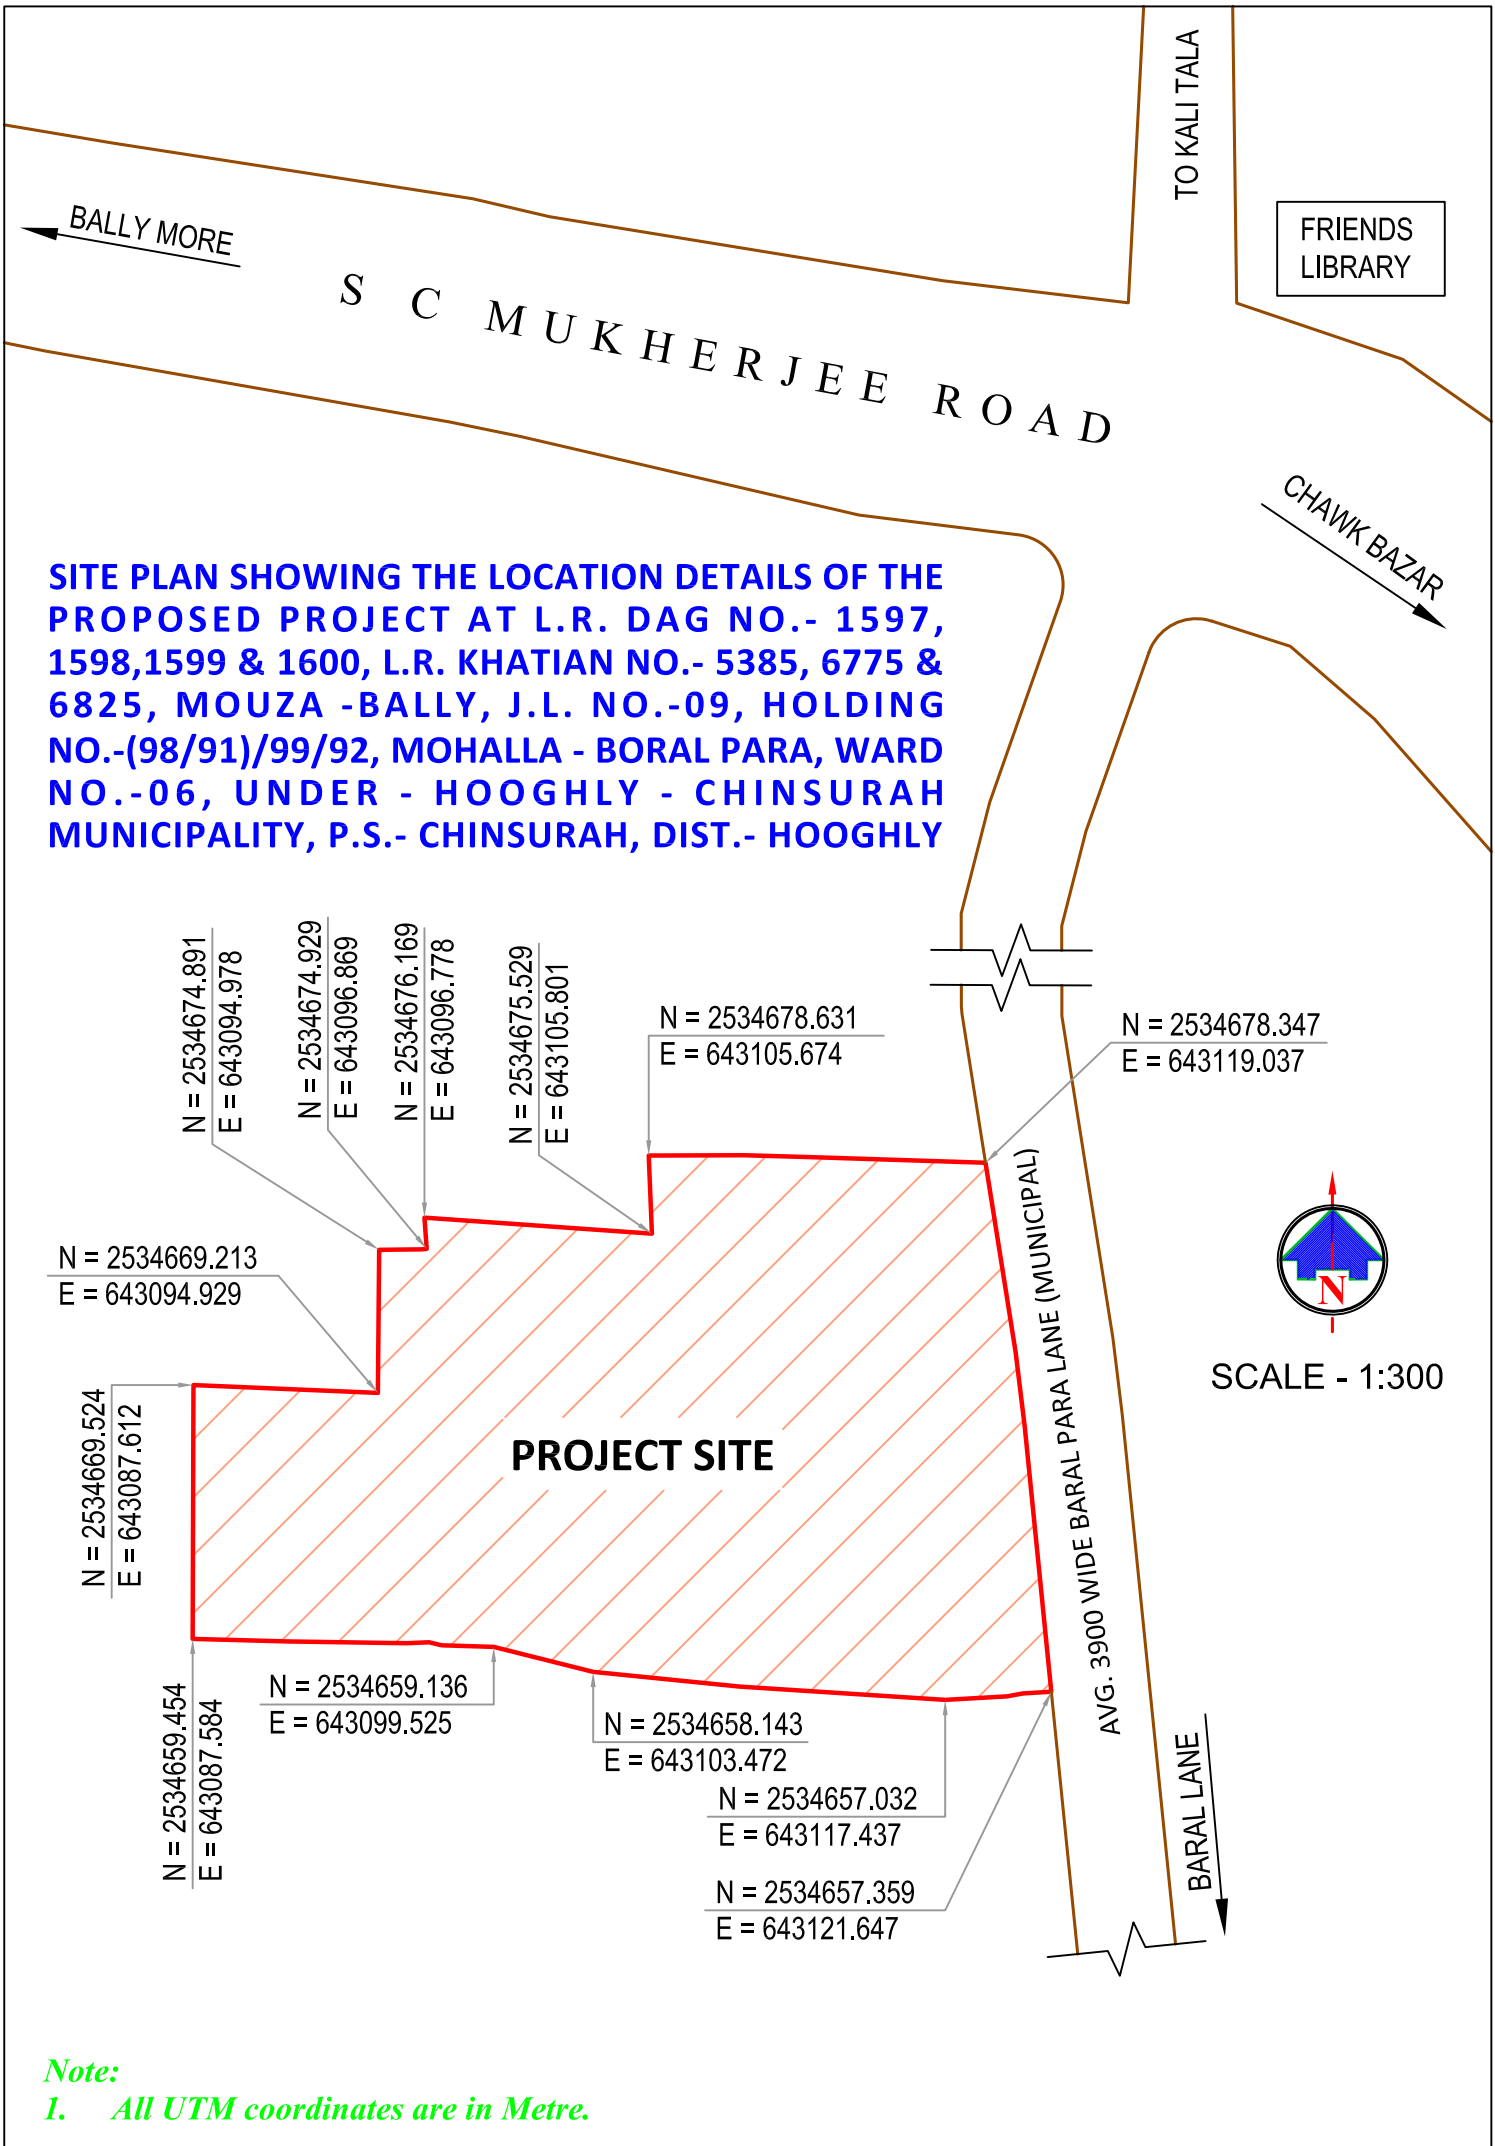 TO KALI TALA
FRIENDS
LIBRARY
BALLY MORE
S C MUKHERJEE ROAD
CHAWK BAZAR
SITE PLAN SHOWING THE LOCATION DETAILS OF THE
PROPOSED PROJECT AT L.R. DAG NO.- 1597,
1598,1599 & 1600, L.R. KHATIAN NO.- 5385, 6775 &
6825, MOUZA -BALLY, J.L. NO.-09, HOLDING
NO.-(98/91)/99/92, MOHALLA - BORAL PARA, WARD
NO.-06, UNDER - HOOGHLY - CHINSURAH
MUNICIPALITY, P.S.- CHINSURAH, DIST.- HOOGHLY
N = 2534674.891
E = 643094.978
N = 2534674.929
E = 643096.869
N = 2534676.169
E = 643096.778
N = 2534675.529
E = 643105.801
N = 2534678.631
E = 643105.674
N = 2534678.347
E = 643119.037
N = 2534669.213
E = 643094.929
N = 2534669.524
E = 643087.612
PROJECT SITE
AVG. 3900 WIDE BARAL PARA LANE (MUNICIPAL)
N
SCALE - 1:300
N = 2534659.454
E = 643087.584
N = 2534659.136
E = 643099.525
N = 2534658.143
E = 643103.472
N = 2534657.032
E = 643117.437
N = 2534657.359
E = 643121.647
BARAL LANE
Note:
1. All UTM coordinates are in Metre.